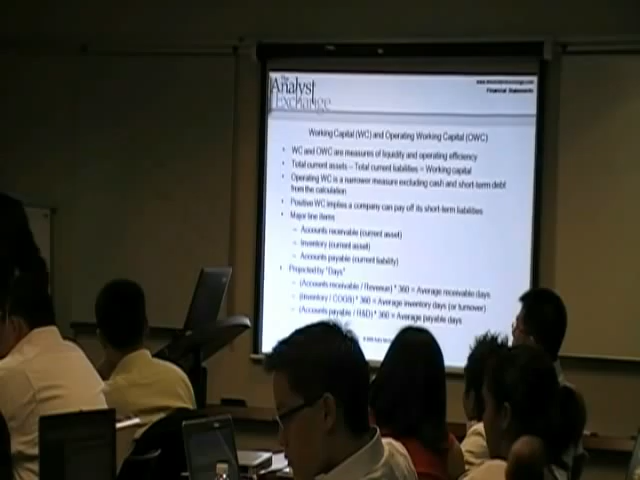 The
Analyst
Exchange
www.theanalystexchange.com
Financial Statements
Working Capital (WC) and Operating Working Capital (OWC)
• WC and OWC are measures of liquidity and operating efficiency
• Total current assets – Total current liabilities = Working capital
• Operating WC is a narrower measure excluding cash and short-term debt
from the calculation
• Positive WC implies a company can pay off its short-term liabilities
• Major line items
– Accounts receivable (current asset)
– Inventory (current asset)
– Accounts payable (current liability)
• Projected by "Days"
– (Accounts receivable / Revenue) * 360 = Average receivable days
– (Inventory / COGS) * 360 = Average inventory days (or turnover)
– (Accounts payable / R&D) * 360 = Average payable days